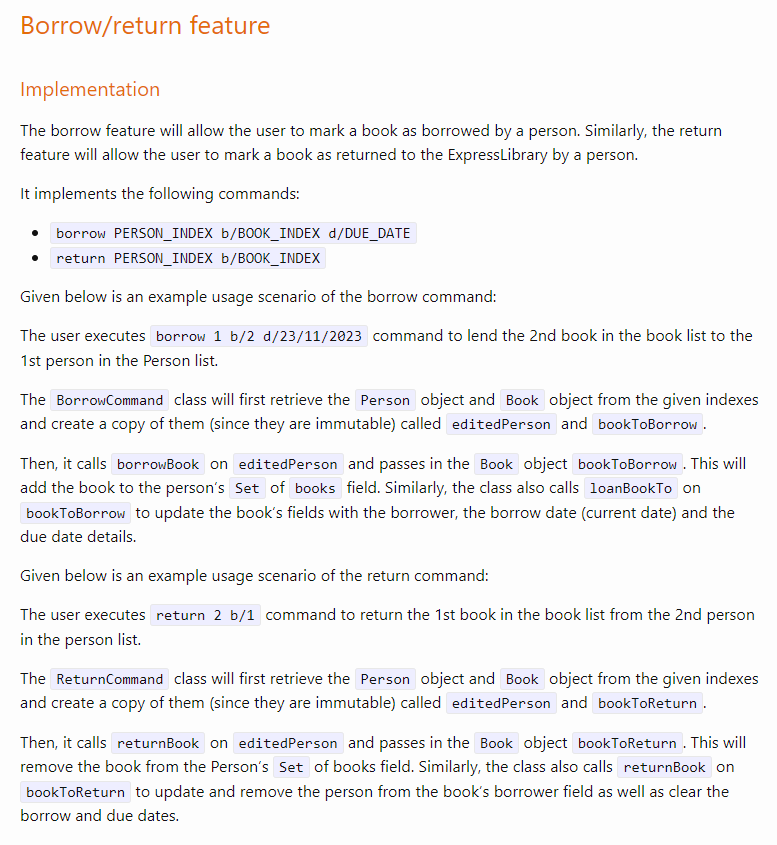 Borrow/return feature
Implementation
The borrow feature will allow the user to mark a book as borrowed by a person. Similarly, the return
feature will allow the user to mark a book as returned to the ExpressLibrary by a person.
It implements the following commands:
• borrow PERSON_INDEX b/BOOK_INDEX d/DUE_DATE
• return PERSON_INDEX b/BOOK_INDEX
Given below is an example usage scenario of the borrow command:
The user executes borrow 1 b/2 d/23/11/2023 command to lend the 2nd book in the book list to the
1st person in the Person list.
The BorrowCommand class will first retrieve the Person object and Book object from the given indexes
and create a copy of them (since they are immutable) called editedPerson and bookToBorrow.
Then, it calls borrowBook on editedPerson and passes in the Book object bookToBorrow. This will
add the book to the person’s Set of books field. Similarly, the class also calls loanBookTo on
bookToBorrow to update the book’s fields with the borrower, the borrow date (current date) and the
due date details.
Given below is an example usage scenario of the return command:
The user executes return 2 b/1 command to return the 1st book in the book list from the 2nd person
in the person list.
The ReturnCommand class will first retrieve the Person object and Book object from the given indexes
and create a copy of them (since they are immutable) called editedPerson and bookToReturn.
Then, it calls returnBook on editedPerson and passes in the Book object bookToReturn. This will
remove the book from the Person’s Set of books field. Similarly, the class also calls returnBook on
bookToReturn to update and remove the person from the book’s borrower field as well as clear the
borrow and due dates.